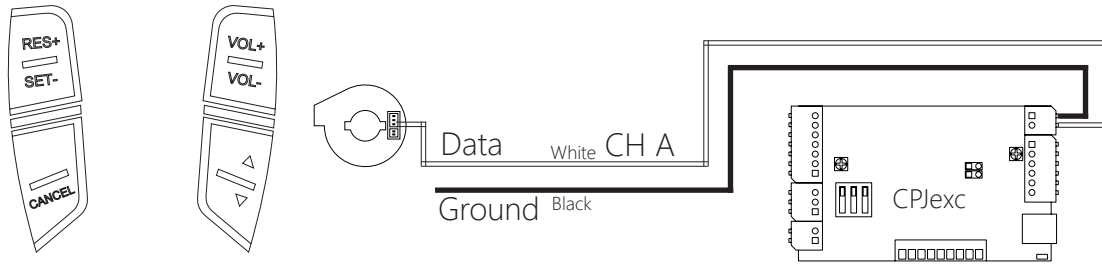 RES+
SET-
CANCEL
VOL+
VOL-
Data White CH A
Ground Black
CPJexc